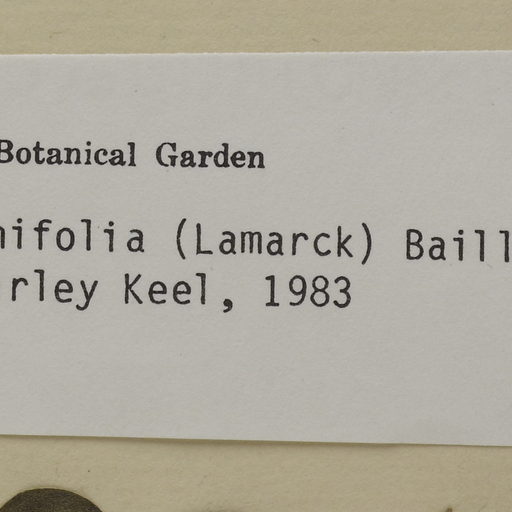 Botanical Garden
nifolia (Lamarck) Baill
rley Keel, 1983